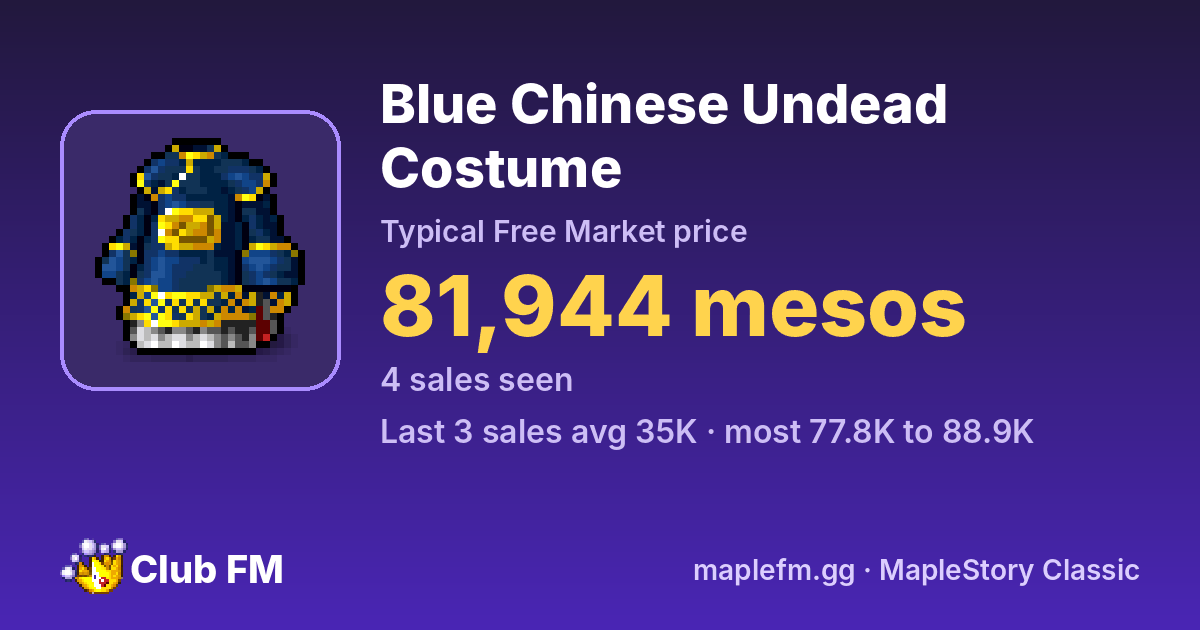 Blue Chinese Undead
Costume
Typical Free Market price
81,944 mesos
4 sales seen
Last 3 sales avg 35K · most 77.8K to 88.9K
Club FM
maplefm.gg · MapleStory Classic